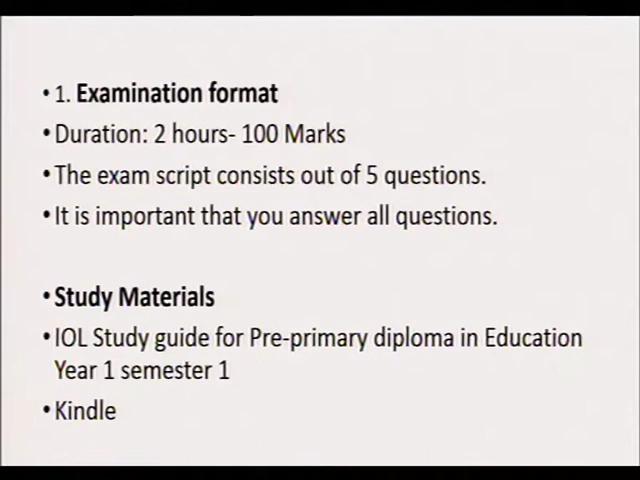 • 1. Examination format
• Duration: 2 hours- 100 Marks
• The exam script consists out of 5 questions.
• It is important that you answer all questions.
• Study Materials
• IOL Study guide for Pre-primary diploma in Education
Year 1 semester 1
• Kindle